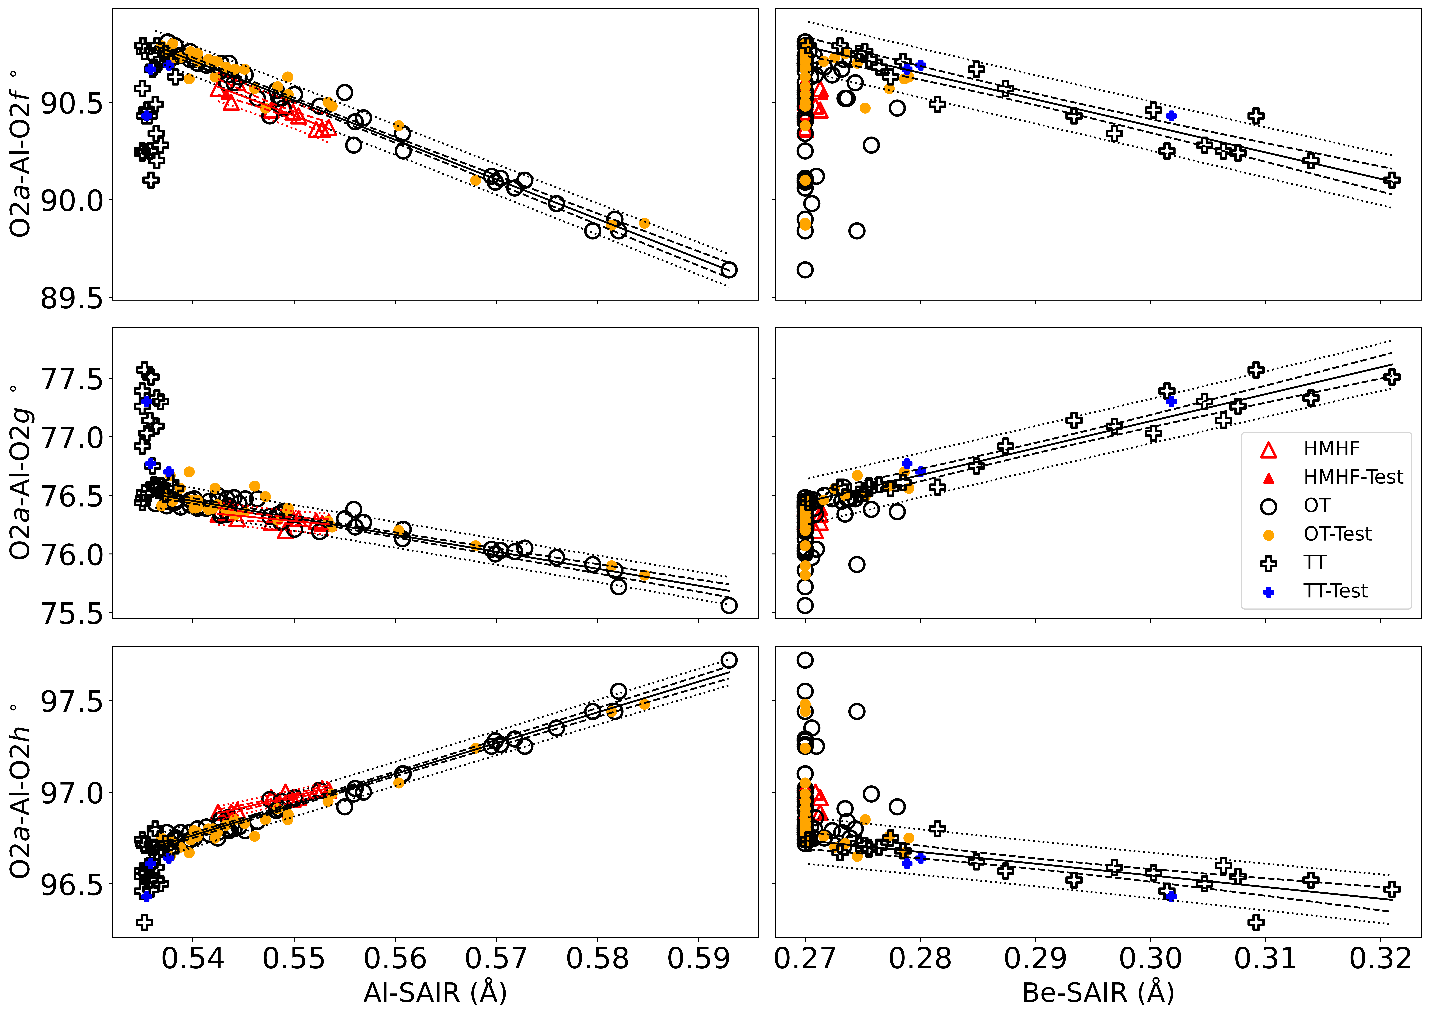 O2a-Al-O2f °
90.5
90.0
89.5
O2a-Al-O2g °
77.5
77.0
76.5
76.0
75.5
HMHF
HMHF-Test
OT
OT-Test
TT
TT-Test
O2a-Al-O2h °
97.5
97.0
96.5
0.54 0.55 0.56 0.57 0.58 0.59
0.27 0.28 0.29 0.30 0.31 0.32
Al-SAIR (Å)
Be-SAIR (Å)